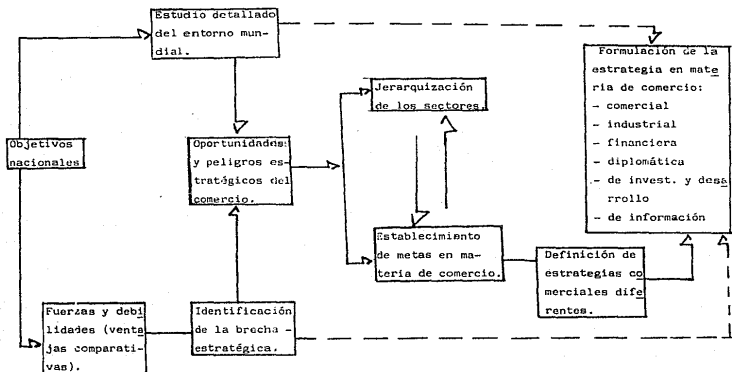 Estudio detallado
del entorno mun-
dial.
Formulación de la
estrategia en mate
ria de comercio:
- comercial
- industrial
- financiera
- diplomática
- de invest. y desa
rrollo
- de información
Jerarquización
de los sectores.
Objetivos
nacionales
Oportunidades
y peligros es-
tratégicos del
comercio.
Establecimiento
de metas en ma-
teria de comercio.
Definición de
estrategias co
merciales dife
rentes.
Fuerzas y debi
lidades (venta
jas comparati-
vas).
Identificación
de la brecha -
estratégica.